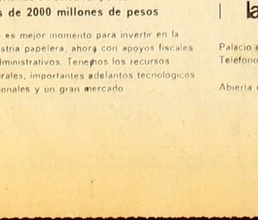 s de 2000 millones de pesos
es mejor momento para invertir en la
stria papelera, ahora con apoyos fiscales
dministrativos. Tenemos los recursos
rales, importantes adelantos tecnológicos
onales y un gran mercado
la
Palacio
Teléfono
Abierta